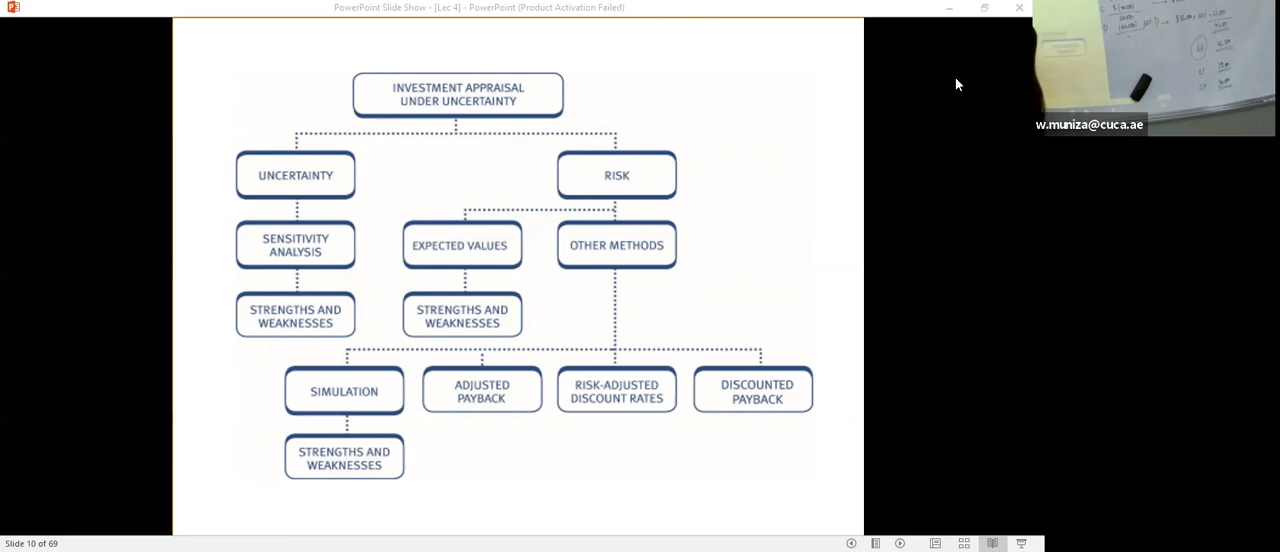 PowerPoint Slide Show - [Lec 4] - PowerPoint (Product Activation Failed)
INVESTMENT APPRAISAL
UNDER UNCERTAINTY
UNCERTAINTY
RISK
SENSITIVITY
ANALYSIS
EXPECTED VALUES
OTHER METHODS
STRENGTHS AND
WEAKNESSES
STRENGTHS AND
WEAKNESSES
SIMULATION
ADJUSTED
PAYBACK
RISK-ADJUSTED
DISCOUNT RATES
DISCOUNTED
PAYBACK
STRENGTHS AND
WEAKNESSES
w.muniza@cuca.ae
Slide 10 of 69